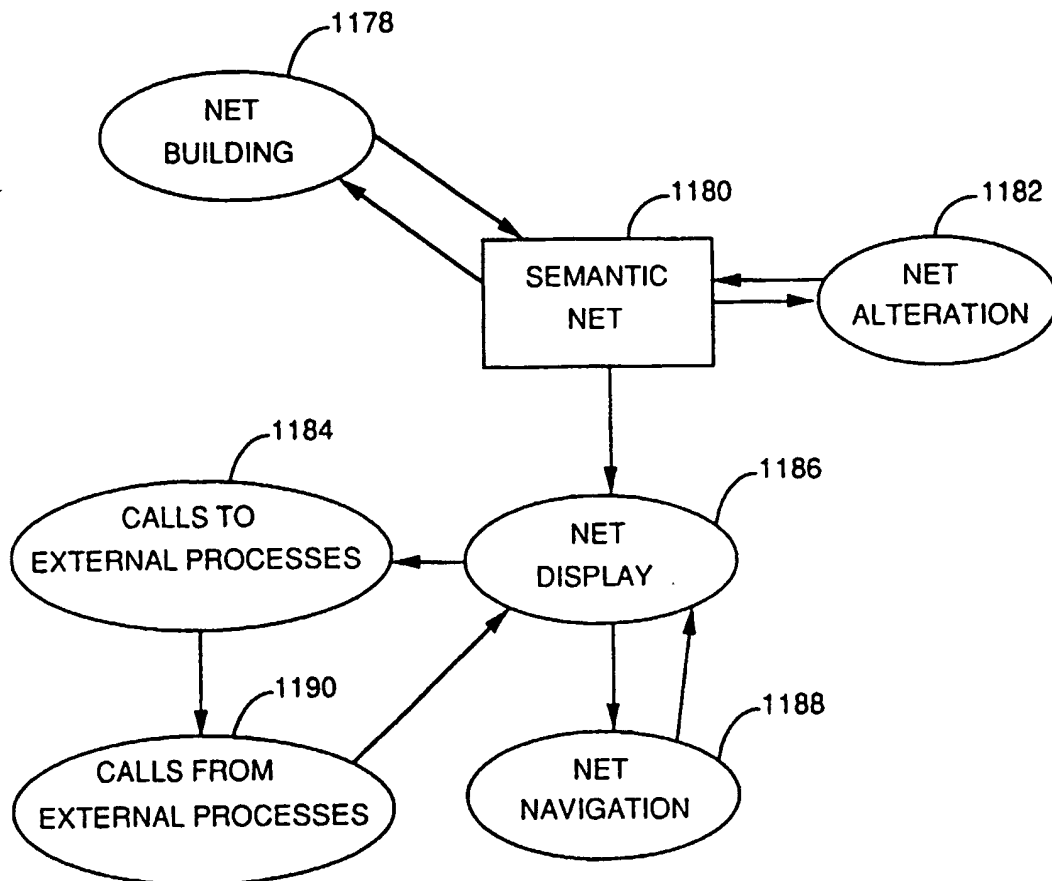 1178
NET
BUILDING
1180
SEMANTIC
NET
1182
NET
ALTERATION
1184
CALLS TO
EXTERNAL PROCESSES
1186
NET
DISPLAY
1190
CALLS FROM
EXTERNAL PROCESSES
1188
NET
NAVIGATION